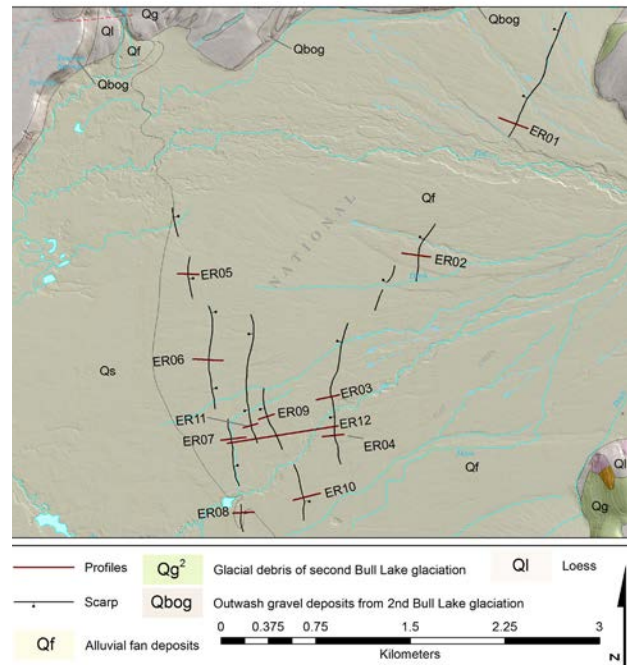 Qg
Ql
Qf
Qbog
Qbog
Qbog
ER01
Qf
NATIONAL
ER02
ER05
ER06
Qs
ER03
ER09
ER11
ER12
ER07
ER04
Qf
Ql
ER10
Qg
ER08
Profiles
Qg2
Glacial debris of second Bull Lake glaciation
Ql
Loess
Scarp
Qbog
Outwash gravel deposits from 2nd Bull Lake glaciation
Qf
Alluvial fan deposits
0 0.375 0.75 1.5 2.25 3
Kilometers
N